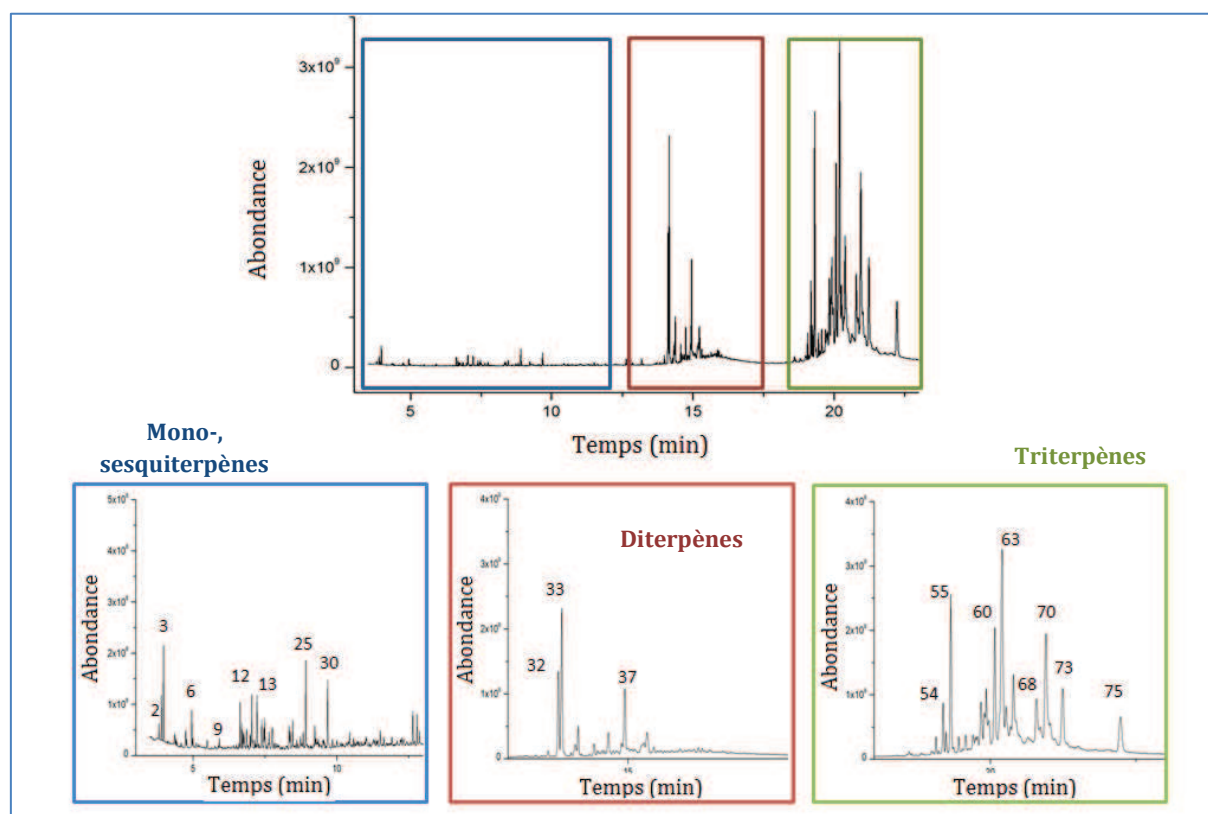 3x10⁹
2x10⁹
1x10⁹
0
Abondance
5
10
15
20
Temps (min)
Mono-,
sesquiterpènes
Triterpènes
Diterpènes
Abondance
3
2
6
9
12
13
25
30
5
10
Temps (min)
Abondance
33
32
37
Temps (min)
Abondance
63
55
60
70
54
68
73
75
Temps (min)